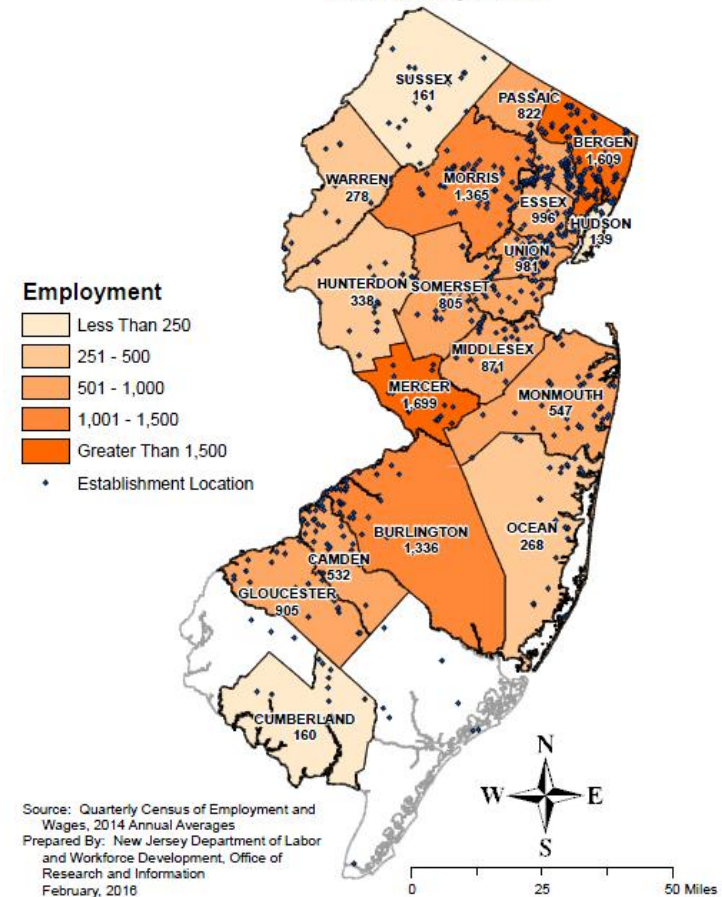 SUSSEX
161
PASSAIC
822
BERGEN
1,609
WARREN
278
MORRIS
1,365
ESSEX
996
HUDSON
139
UNION
981
HUNTERDON
338
SOMERSET
805
Employment
Less Than 250
251 - 500
501 - 1,000
1,001 - 1,500
Greater Than 1,500
Establishment Location
MIDDLESEX
871
MERCER
1,699
MONMOUTH
547
OCEAN
268
BURLINGTON
1,336
CAMDEN
532
GLOUCESTER
905
CUMBERLAND
160
N
W
E
S
Source: Quarterly Census of Employment and
Wages, 2014 Annual Averages
Prepared By: New Jersey Department of Labor
and Workforce Development, Office of
Research and Information
February, 2016
0
25
50 Miles